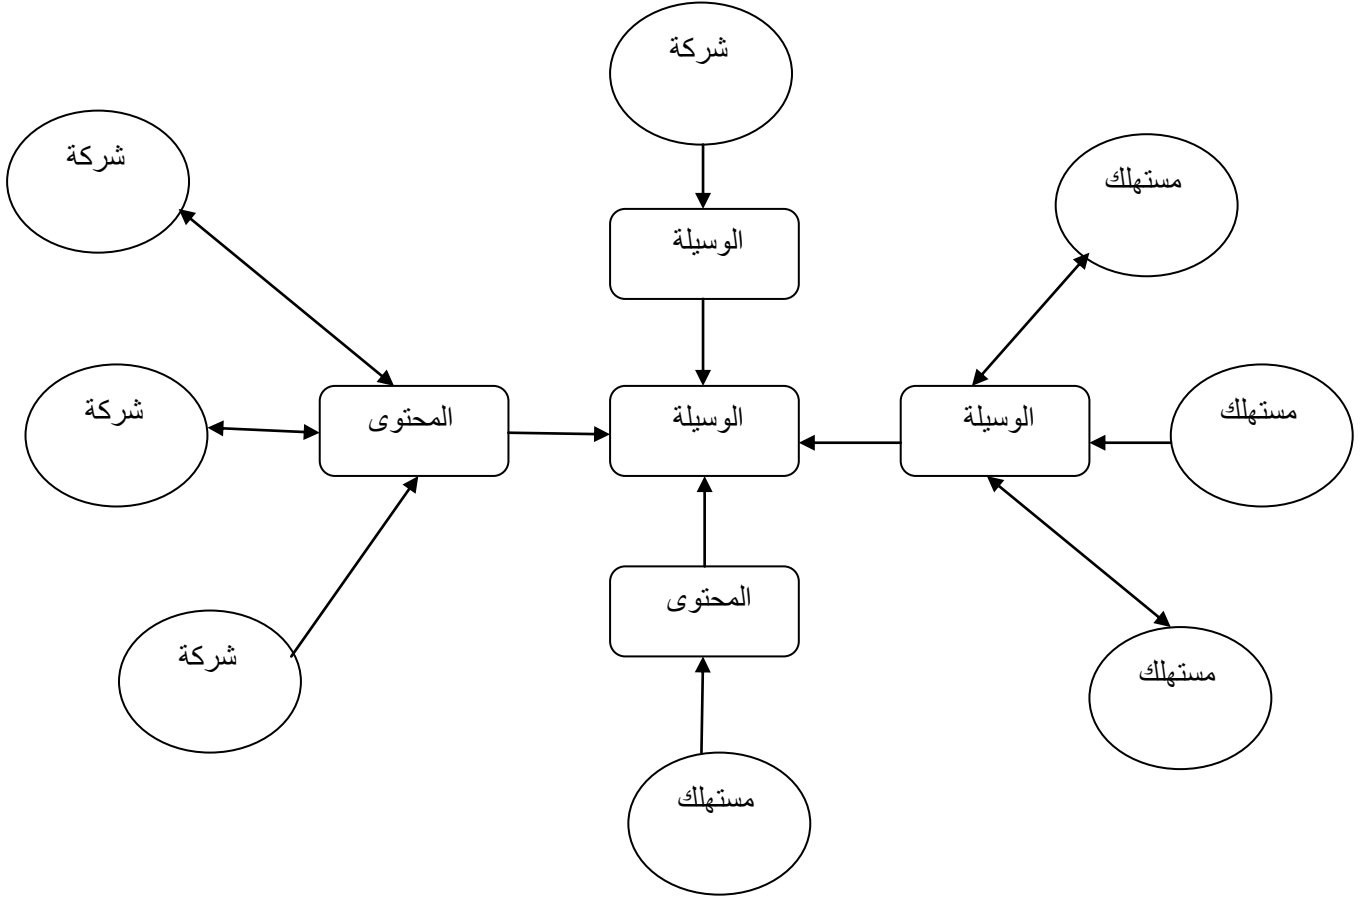 شركة
شركة
مستهلك
الوسيلة
شركة
المحتوى
الوسيلة
الوسيلة
مستهلك
المحتوى
شركة
مستهلك
مستهلك